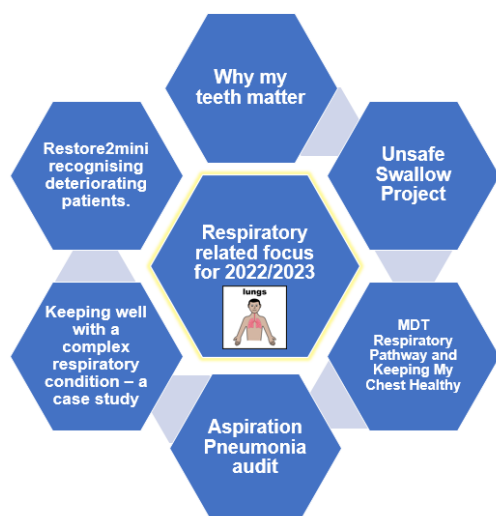 Why my
teeth matter
Unsafe
Swallow
Project
MDT
Respiratory
Pathway and
Keeping My
Chest Healthy
Aspiration
Pneumonia
audit
Keeping well
with a
complex
respiratory
condition – a
case study
Restore2mini
recognising
deteriorating
patients.
Respiratory
related focus
for 2022/2023
lungs